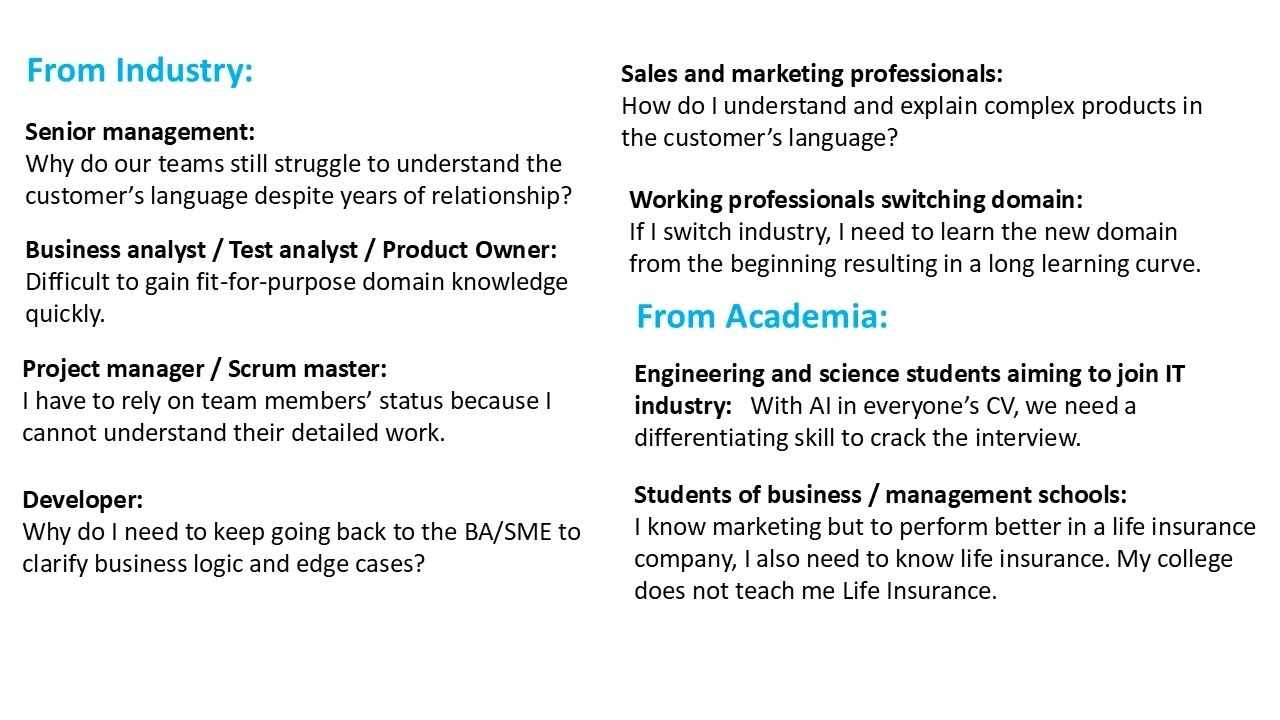 From Industry:
Senior management:
Why do our teams still struggle to understand the
customer’s language despite years of relationship?
Business analyst / Test analyst / Product Owner:
Difficult to gain fit-for-purpose domain knowledge
quickly.
Project manager / Scrum master:
I have to rely on team members’ status because I
cannot understand their detailed work.
Developer:
Why do I need to keep going back to the BA/SME to
clarify business logic and edge cases?
Sales and marketing professionals:
How do I understand and explain complex products in
the customer’s language?
Working professionals switching domain:
If I switch industry, I need to learn the new domain
from the beginning resulting in a long learning curve.
From Academia:
Engineering and science students aiming to join IT
industry:   With AI in everyone’s CV, we need a
differentiating skill to crack the interview.
Students of business / management schools:
I know marketing but to perform better in a life insurance
company, I also need to know life insurance. My college
does not teach me Life Insurance.